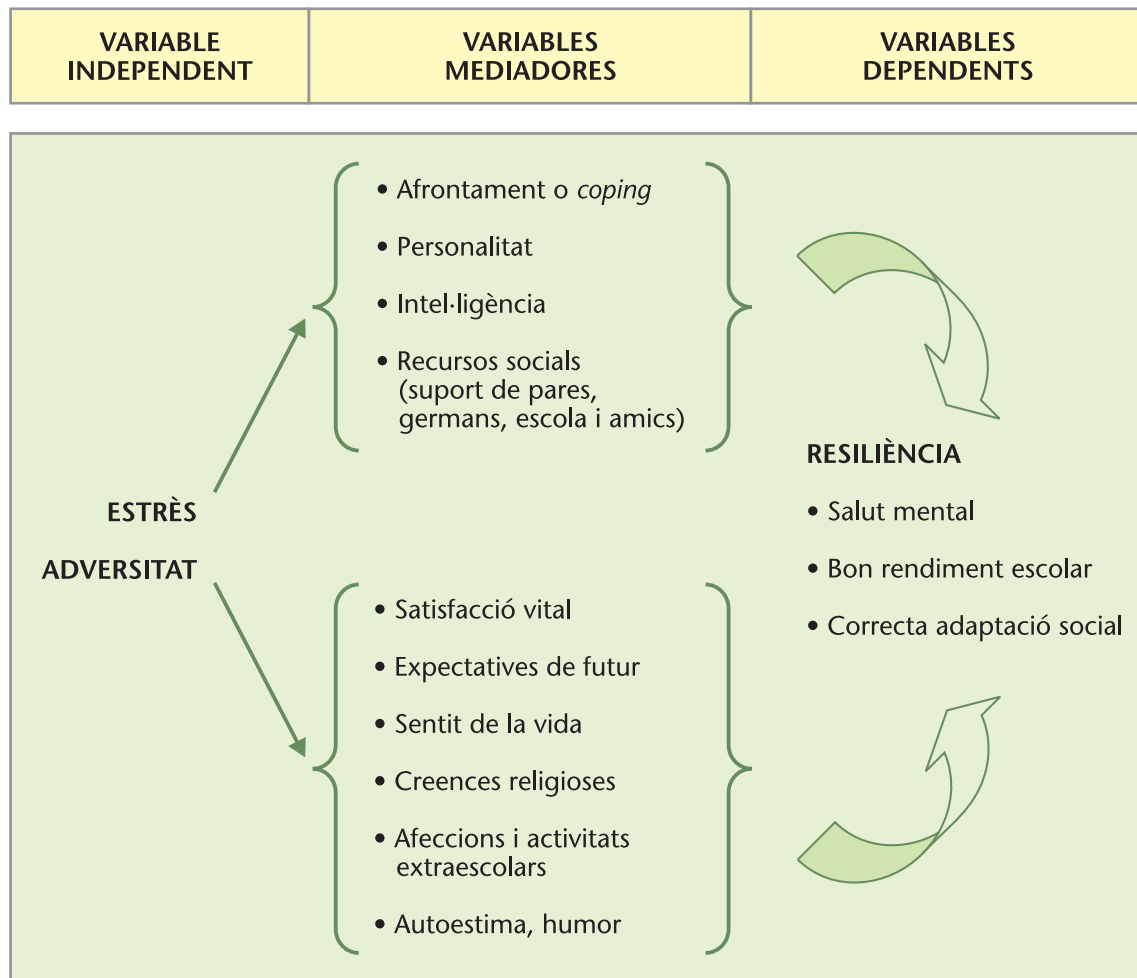 VARIABLE
INDEPENDENT
VARIABLES
MEDIADORES
VARIABLES
DEPENDENTS
• Afrontament o coping
• Personalitat
• Intel·ligència
• Recursos socials
(suport de pares,
germans, escola i amics)
ESTRÈS
ADVERSITAT
• Satisfacció vital
• Expectatives de futur
• Sentit de la vida
• Creences religioses
• Afeccions i activitats
extraescolars
• Autoestima, humor
RESILIÈNCIA
• Salut mental
• Bon rendiment escolar
• Correcta adaptació social